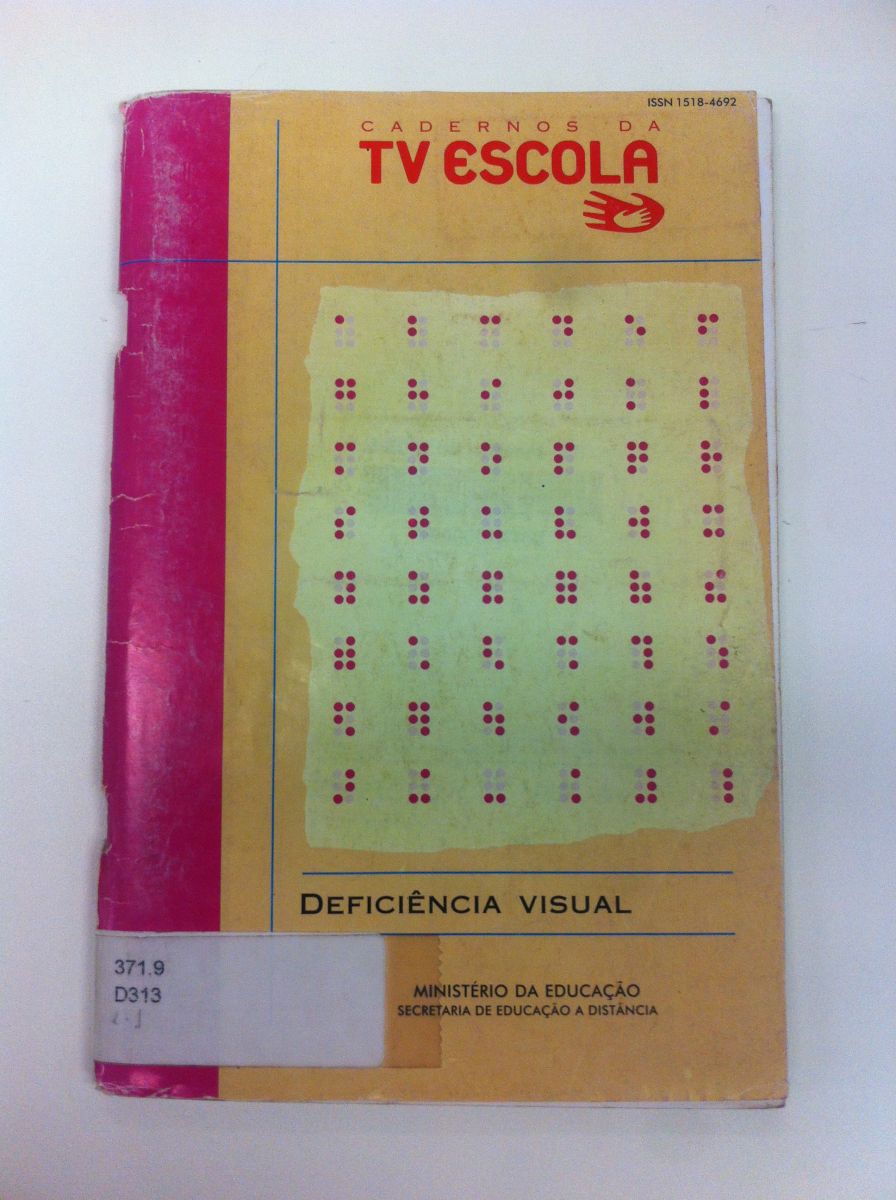 ISSN 1518-4692
CADERNOS DA
TV ESCOLA
DEFICIÊNCIA VISUAL
371.9
D313
MINISTÉRIO DA EDUCAÇÃO
SECRETARIA DE EDUCAÇÃO A DISTÂNCIA